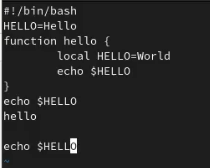 #!/bin/bash
HELLO=Hello
function hello {
        local HELLO=World
        echo $HELLO
}
echo $HELLO
hello

echo $HELLO
~